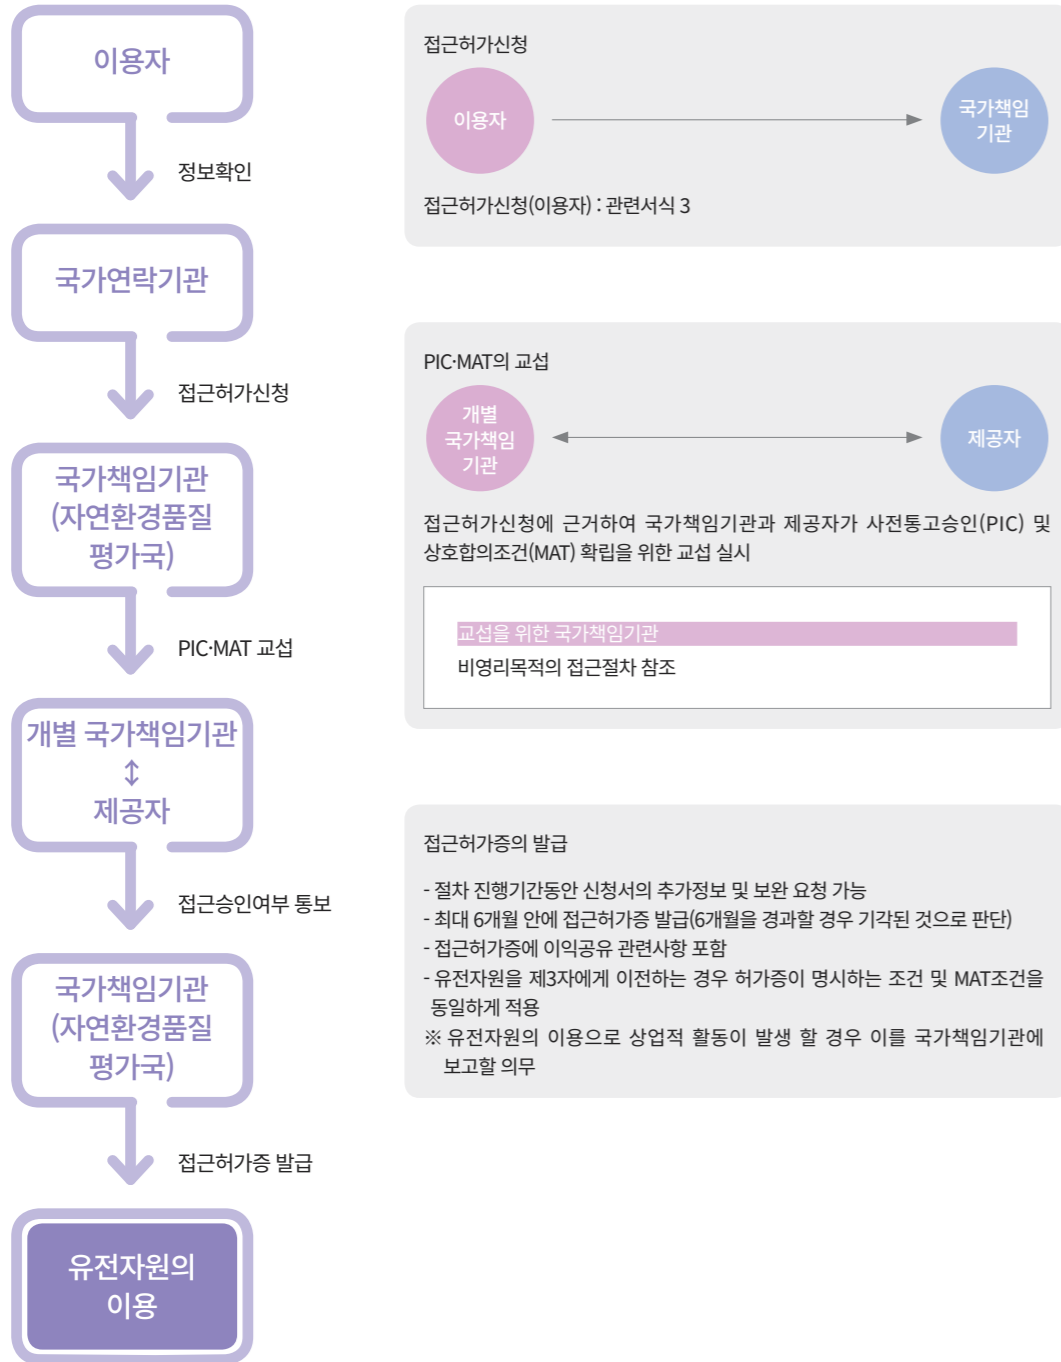 이용자
정보확인
국가연락기관
접근허가신청
국가책임기관
(자연환경품질
평가국)
PIC·MAT 교섭
개별 국가책임기관
↕
제공자
접근승인여부 통보
국가책임기관
(자연환경품질
평가국)
접근허가증 발급
유전자원의
이용
접근허가신청
이용자
국가책임
기관
접근허가신청(이용자) : 관련서식 3
PIC·MAT의 교섭
개별
국가책임
기관
제공자
접근허가신청에 근거하여 국가책임기관과 제공자가 사전통고승인(PIC) 및
상호합의조건(MAT) 확립을 위한 교섭 실시
교섭을 위한 국가책임기관
비영리목적의 접근절차 참조
접근허가증의 발급
- 절차 진행기간동안 신청서의 추가정보 및 보완 요청 가능
- 최대 6개월 안에 접근허가증 발급(6개월을 경과할 경우 기각된 것으로 판단)
- 접근허가증에 이익공유 관련사항 포함
- 유전자원을 제3자에게 이전하는 경우 허가증이 명시하는 조건 및 MAT조건을
동일하게 적용
※ 유전자원의 이용으로 상업적 활동이 발생 할 경우 이를 국가책임기관에
보고할 의무